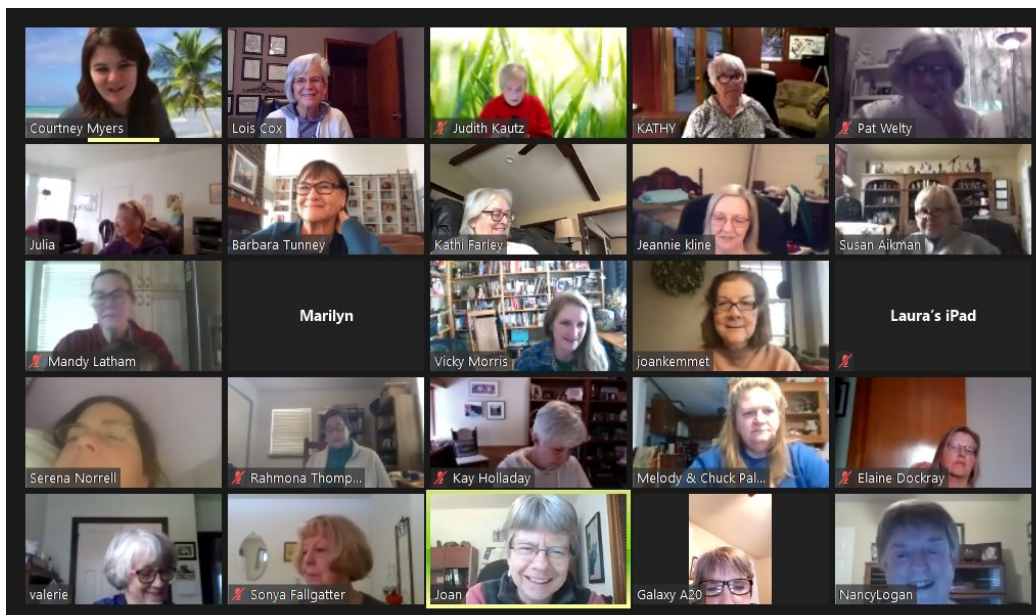 Courtney Myers
Lois Cox
Judith Kautz
KATHY
Pat Welty
Julia
Barbara Tunney
Kathi Farley
Jeannie kline
Susan Aikman
Mandy Latham
Marilyn
Vicky Morris
joankemmet
Laura's iPad
Serena Norrell
Rahmona Thomp...
Kay Holladay
Melody & Chuck Pal...
Elaine Dockray
valerie
Sonya Fallgatter
Joan
Galaxy A20
NancyLogan